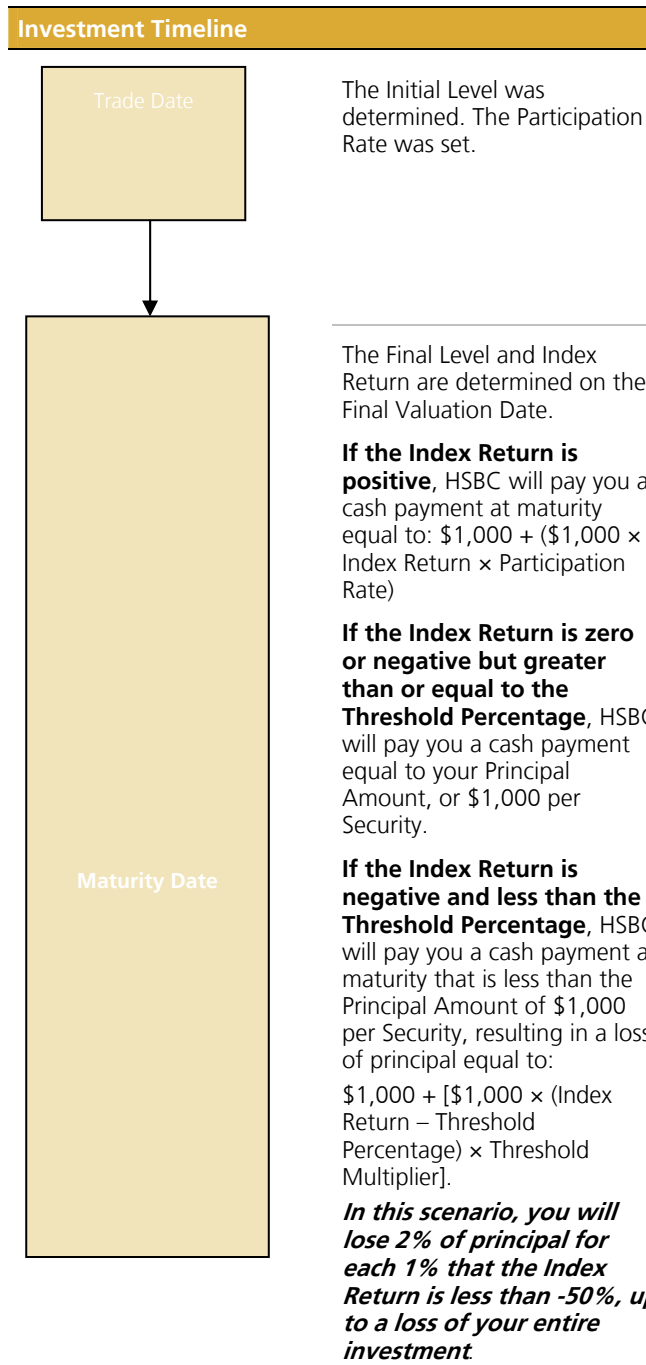 Investment Timeline
Trade Date
The Initial Level was
determined. The Participation
Rate was set.
The Final Level and Index
Return are determined on the
Final Valuation Date.
If the Index Return is
positive, HSBC will pay you a
cash payment at maturity
equal to: $1,000 + ($1,000 ×
Index Return × Participation
Rate)
If the Index Return is zero
or negative but greater
than or equal to the
Threshold Percentage, HSBC
will pay you a cash payment
equal to your Principal
Amount, or $1,000 per
Security.
Maturity Date
If the Index Return is
negative and less than the
Threshold Percentage, HSBC
will pay you a cash payment a
maturity that is less than the
Principal Amount of $1,000
per Security, resulting in a loss
of principal equal to:
$1,000 + [$1,000 × (Index
Return – Threshold
Percentage) × Threshold
Multiplier].
In this scenario, you will
lose 2% of principal for
each 1% that the Index
Return is less than -50%, u
to a loss of your entire
investment.